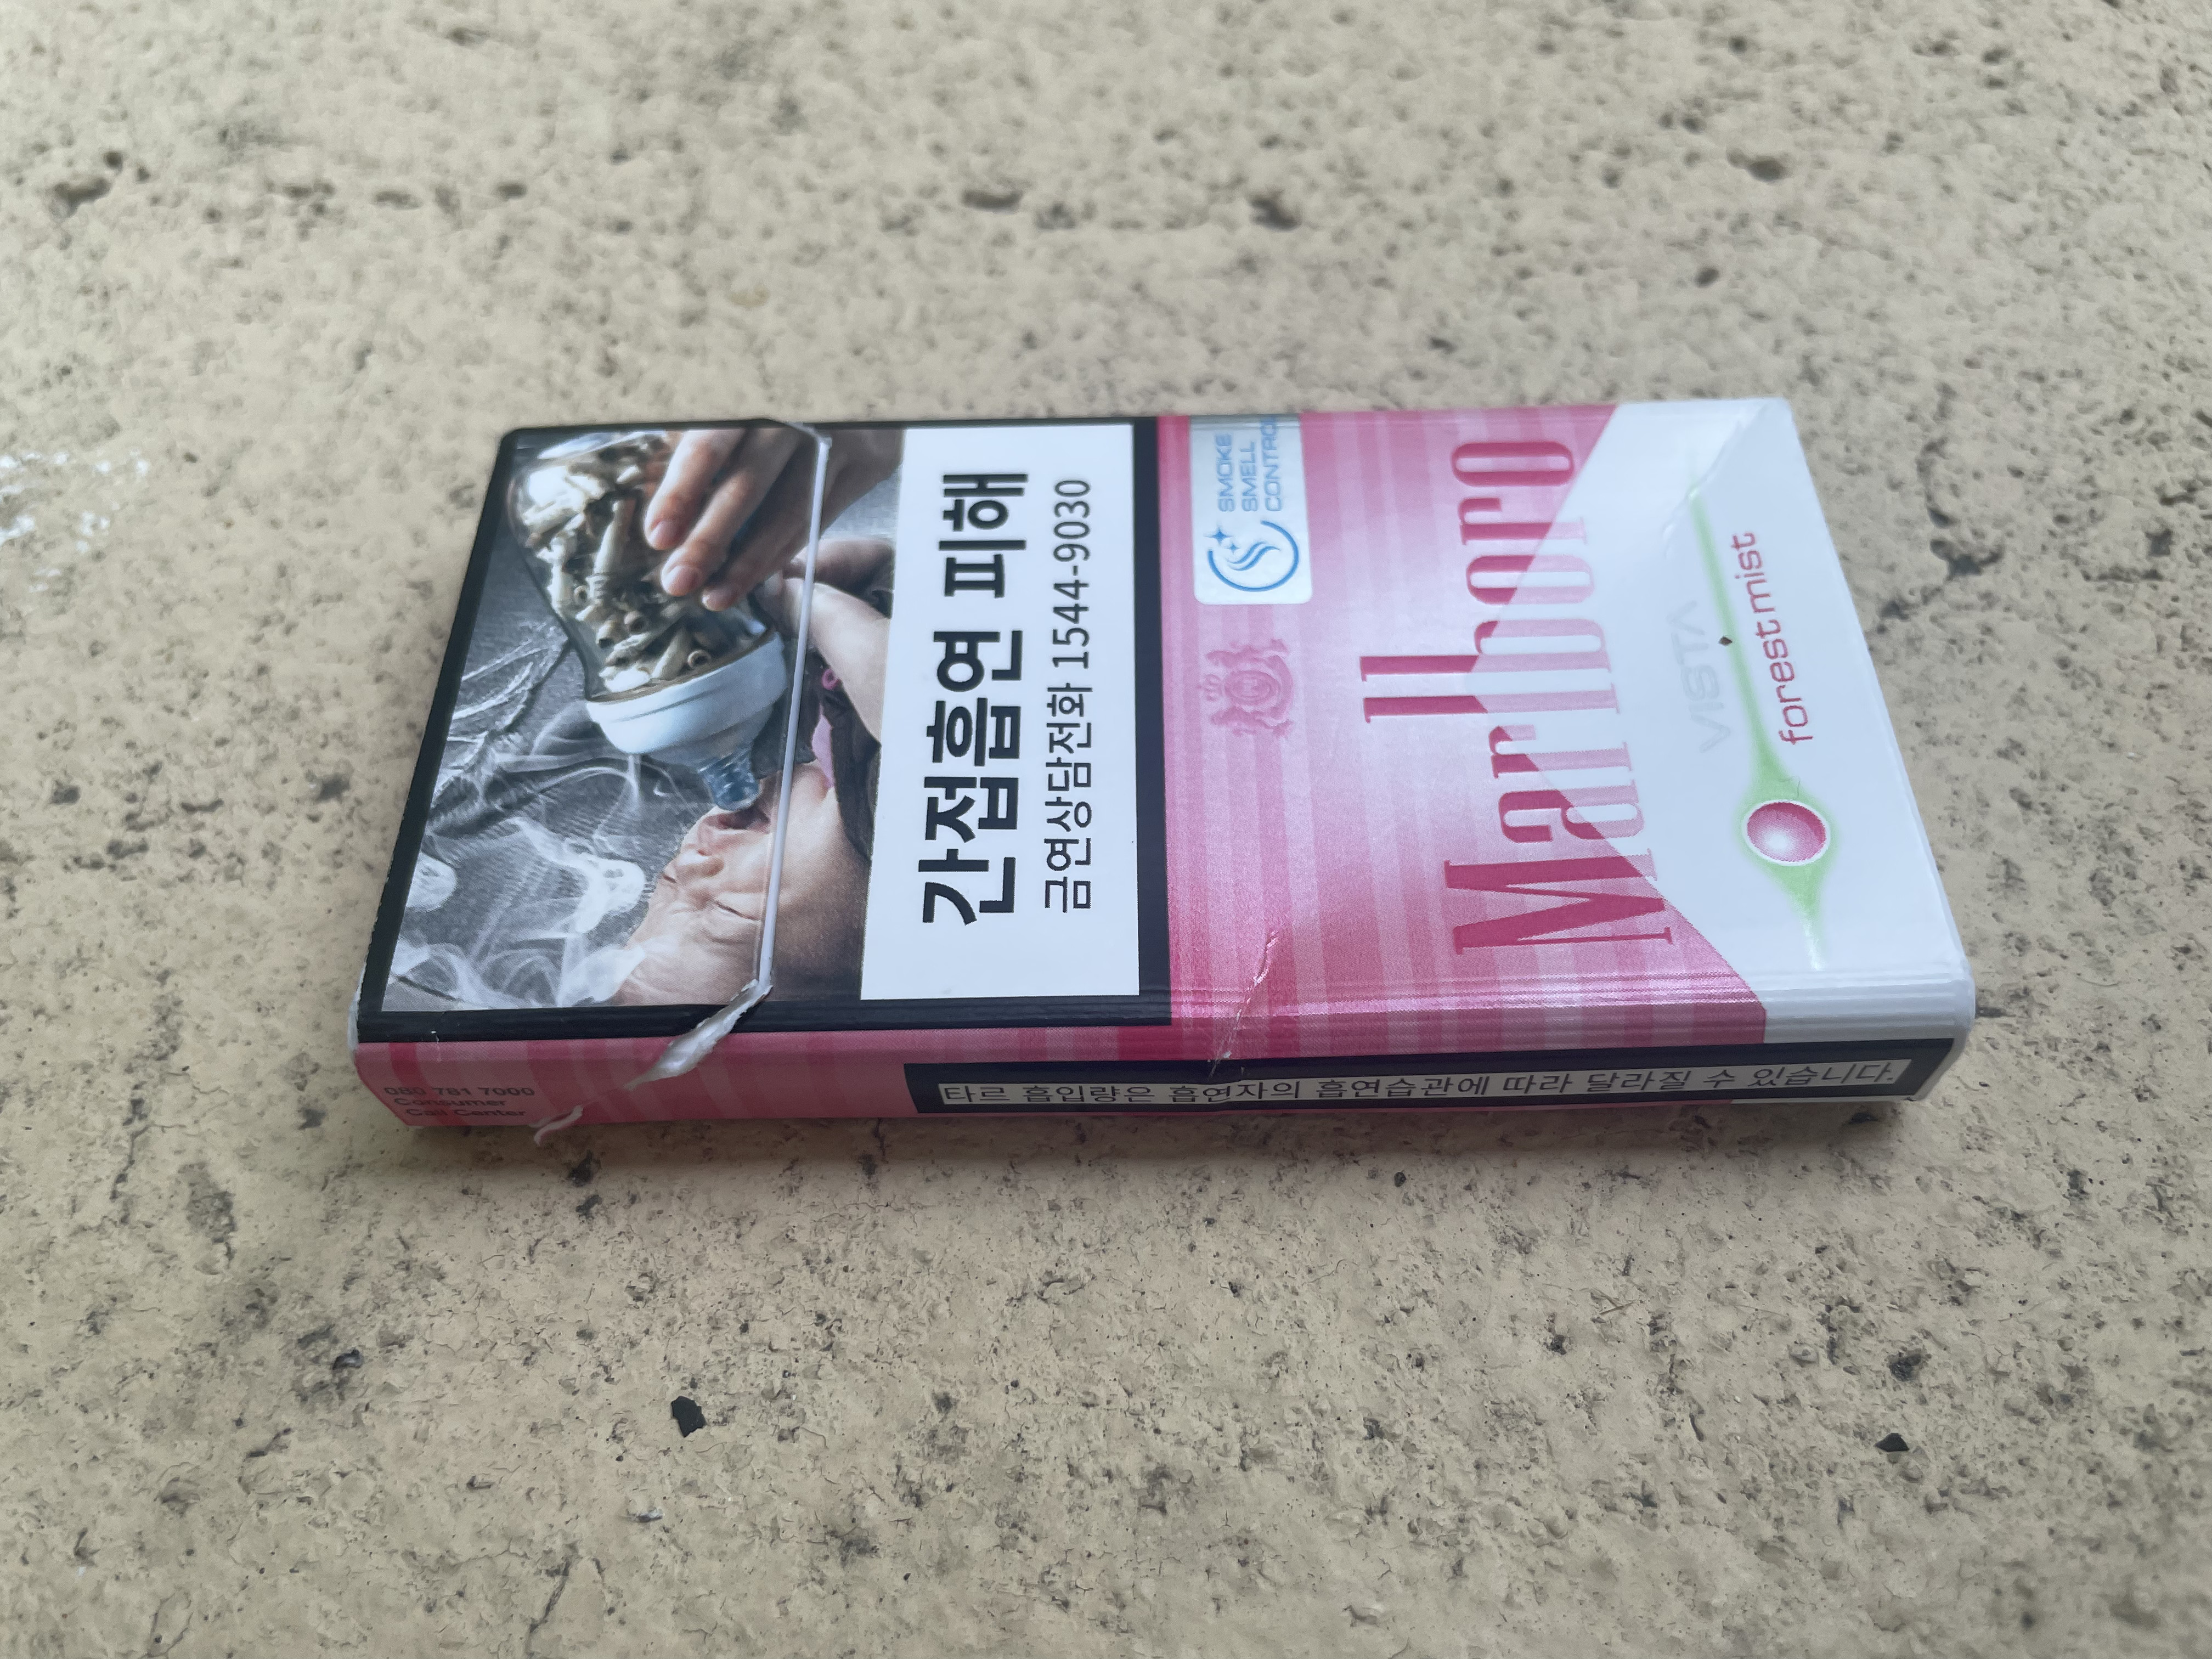 간접흡연 피해
금연상담전화 1544-9030
SMOKE
SMELL
CONTROL
Marlboro
VISTA
forest mist
타르 흡입량은 흡연자의 흡연습관에 따라 달라질 수 있습니다.
080 781 7000
Consumer
Call Center